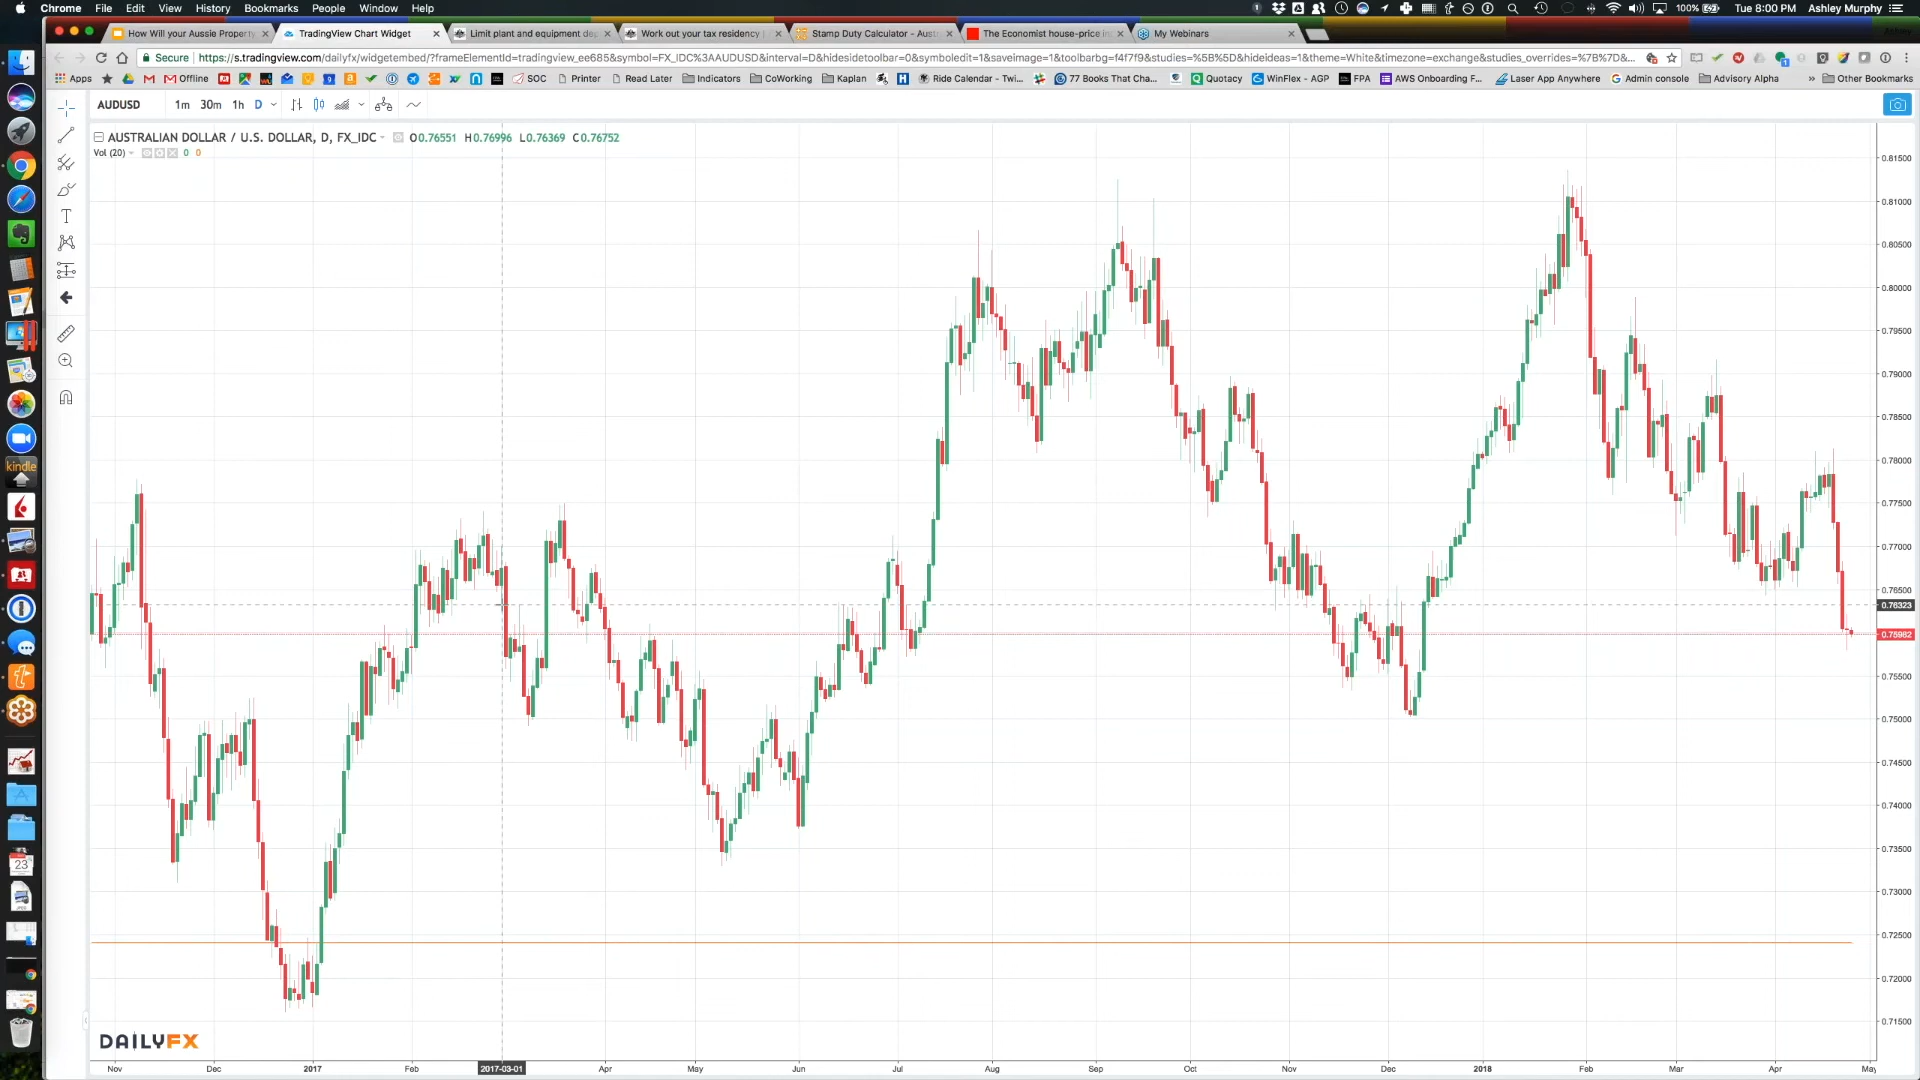 Chrome File Edit View History Bookmarks People Window Help 100% Tue 8:00 PM Ashley Murphy
How Will your Aussie Property TradingView Chart Widget Limit plant and equipment dep Work out your tax residency Stamp Duty Calculator - Aust The Economist house-price in My Webinars
Secure https://s.tradingview.com/dailyfx/widgetembed/?frameElementId=tradingview_ee685&symbol=FX_IDC%3AAUDUSD&interval=D&hidesidetoolbar=0&symboledit=1&saveimage=1&toolbarbg=f4f7f9&studies=%5B%5D&hideideas=1&theme=White&timezone=exchange&studies_overrides=%7B%7D&...
Apps Offline SOC Printer Read Later Indicators CoWorking Kaplan Ride Calendar - Twi... 77 Books That Cha... Quotacy WinFlex - AGP FPA AWS Onboarding F... Laser App Anywhere Admin console Advisory Alpha » Other Bookmarks
AUDUSD 1m 30m 1h D
AUSTRALIAN DOLLAR / U.S. DOLLAR, D, FX_IDC O0.76551 H0.76996 L0.76369 C0.76752
Vol (20) 0 0
0.81500
0.81000
0.80500
0.80000
0.79500
0.79000
0.78500
0.78000
0.77500
0.77000
0.76500
0.76323
0.75982
0.75500
0.75000
0.74500
0.74000
0.73500
0.73000
0.72500
0.72000
0.71500
kindle
23
DAILYFX
Nov Dec 2017 Feb 2017-03-01 Apr May Jun Jul Aug Sep Oct Nov Dec 2018 Feb Mar Apr May